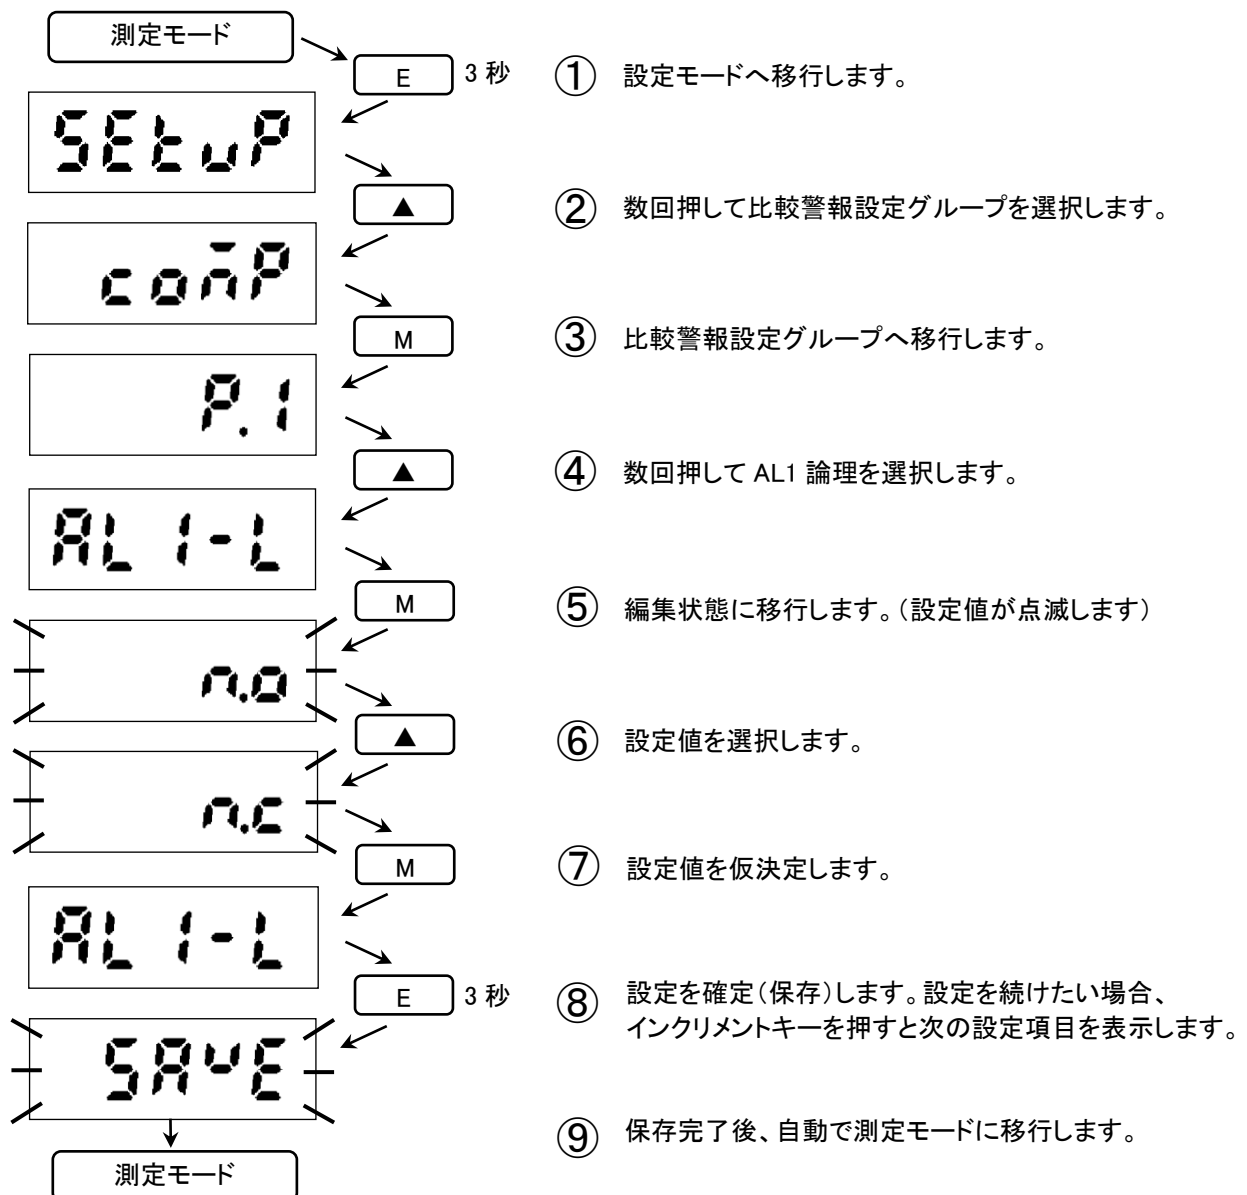 測定モード
E 3 秒 ① 設定モードへ移行します。
SEtuP
▲ ② 数回押して比較警報設定グループを選択します。
comP
M ③ 比較警報設定グループへ移行します。
P.1
▲ ④ 数回押して AL1 論理を選択します。
AL1-L
M ⑤ 編集状態に移行します。（設定値が点滅します）
n.o
▲ ⑥ 設定値を選択します。
n.c
M ⑦ 設定値を仮決定します。
AL1-L
E 3 秒 ⑧ 設定を確定（保存）します。設定を続けたい場合、
インクリメントキーを押すと次の設定項目を表示します。
SAvE
⑨ 保存完了後、自動で測定モードに移行します。
測定モード